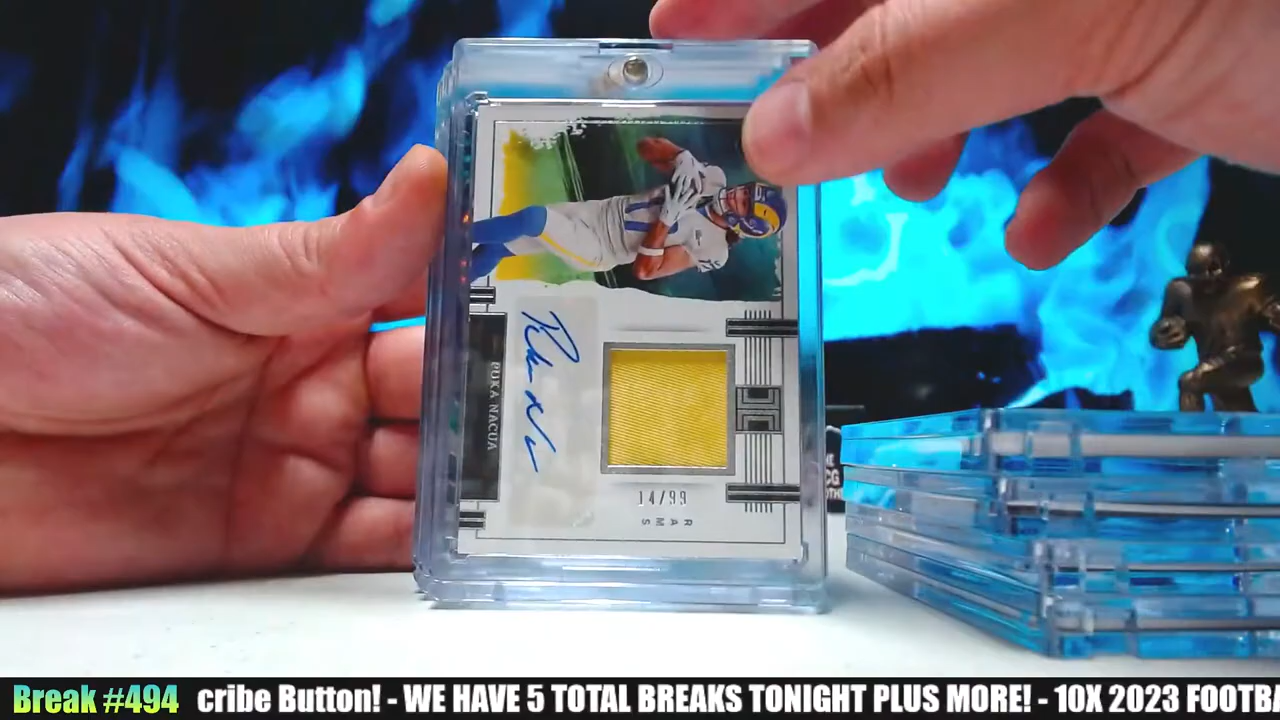 PUKA NACUA
14/99
RAMS
Break #494
cribe Button! - WE HAVE 5 TOTAL BREAKS TONIGHT PLUS MORE! - 10X 2023 FOOTBA